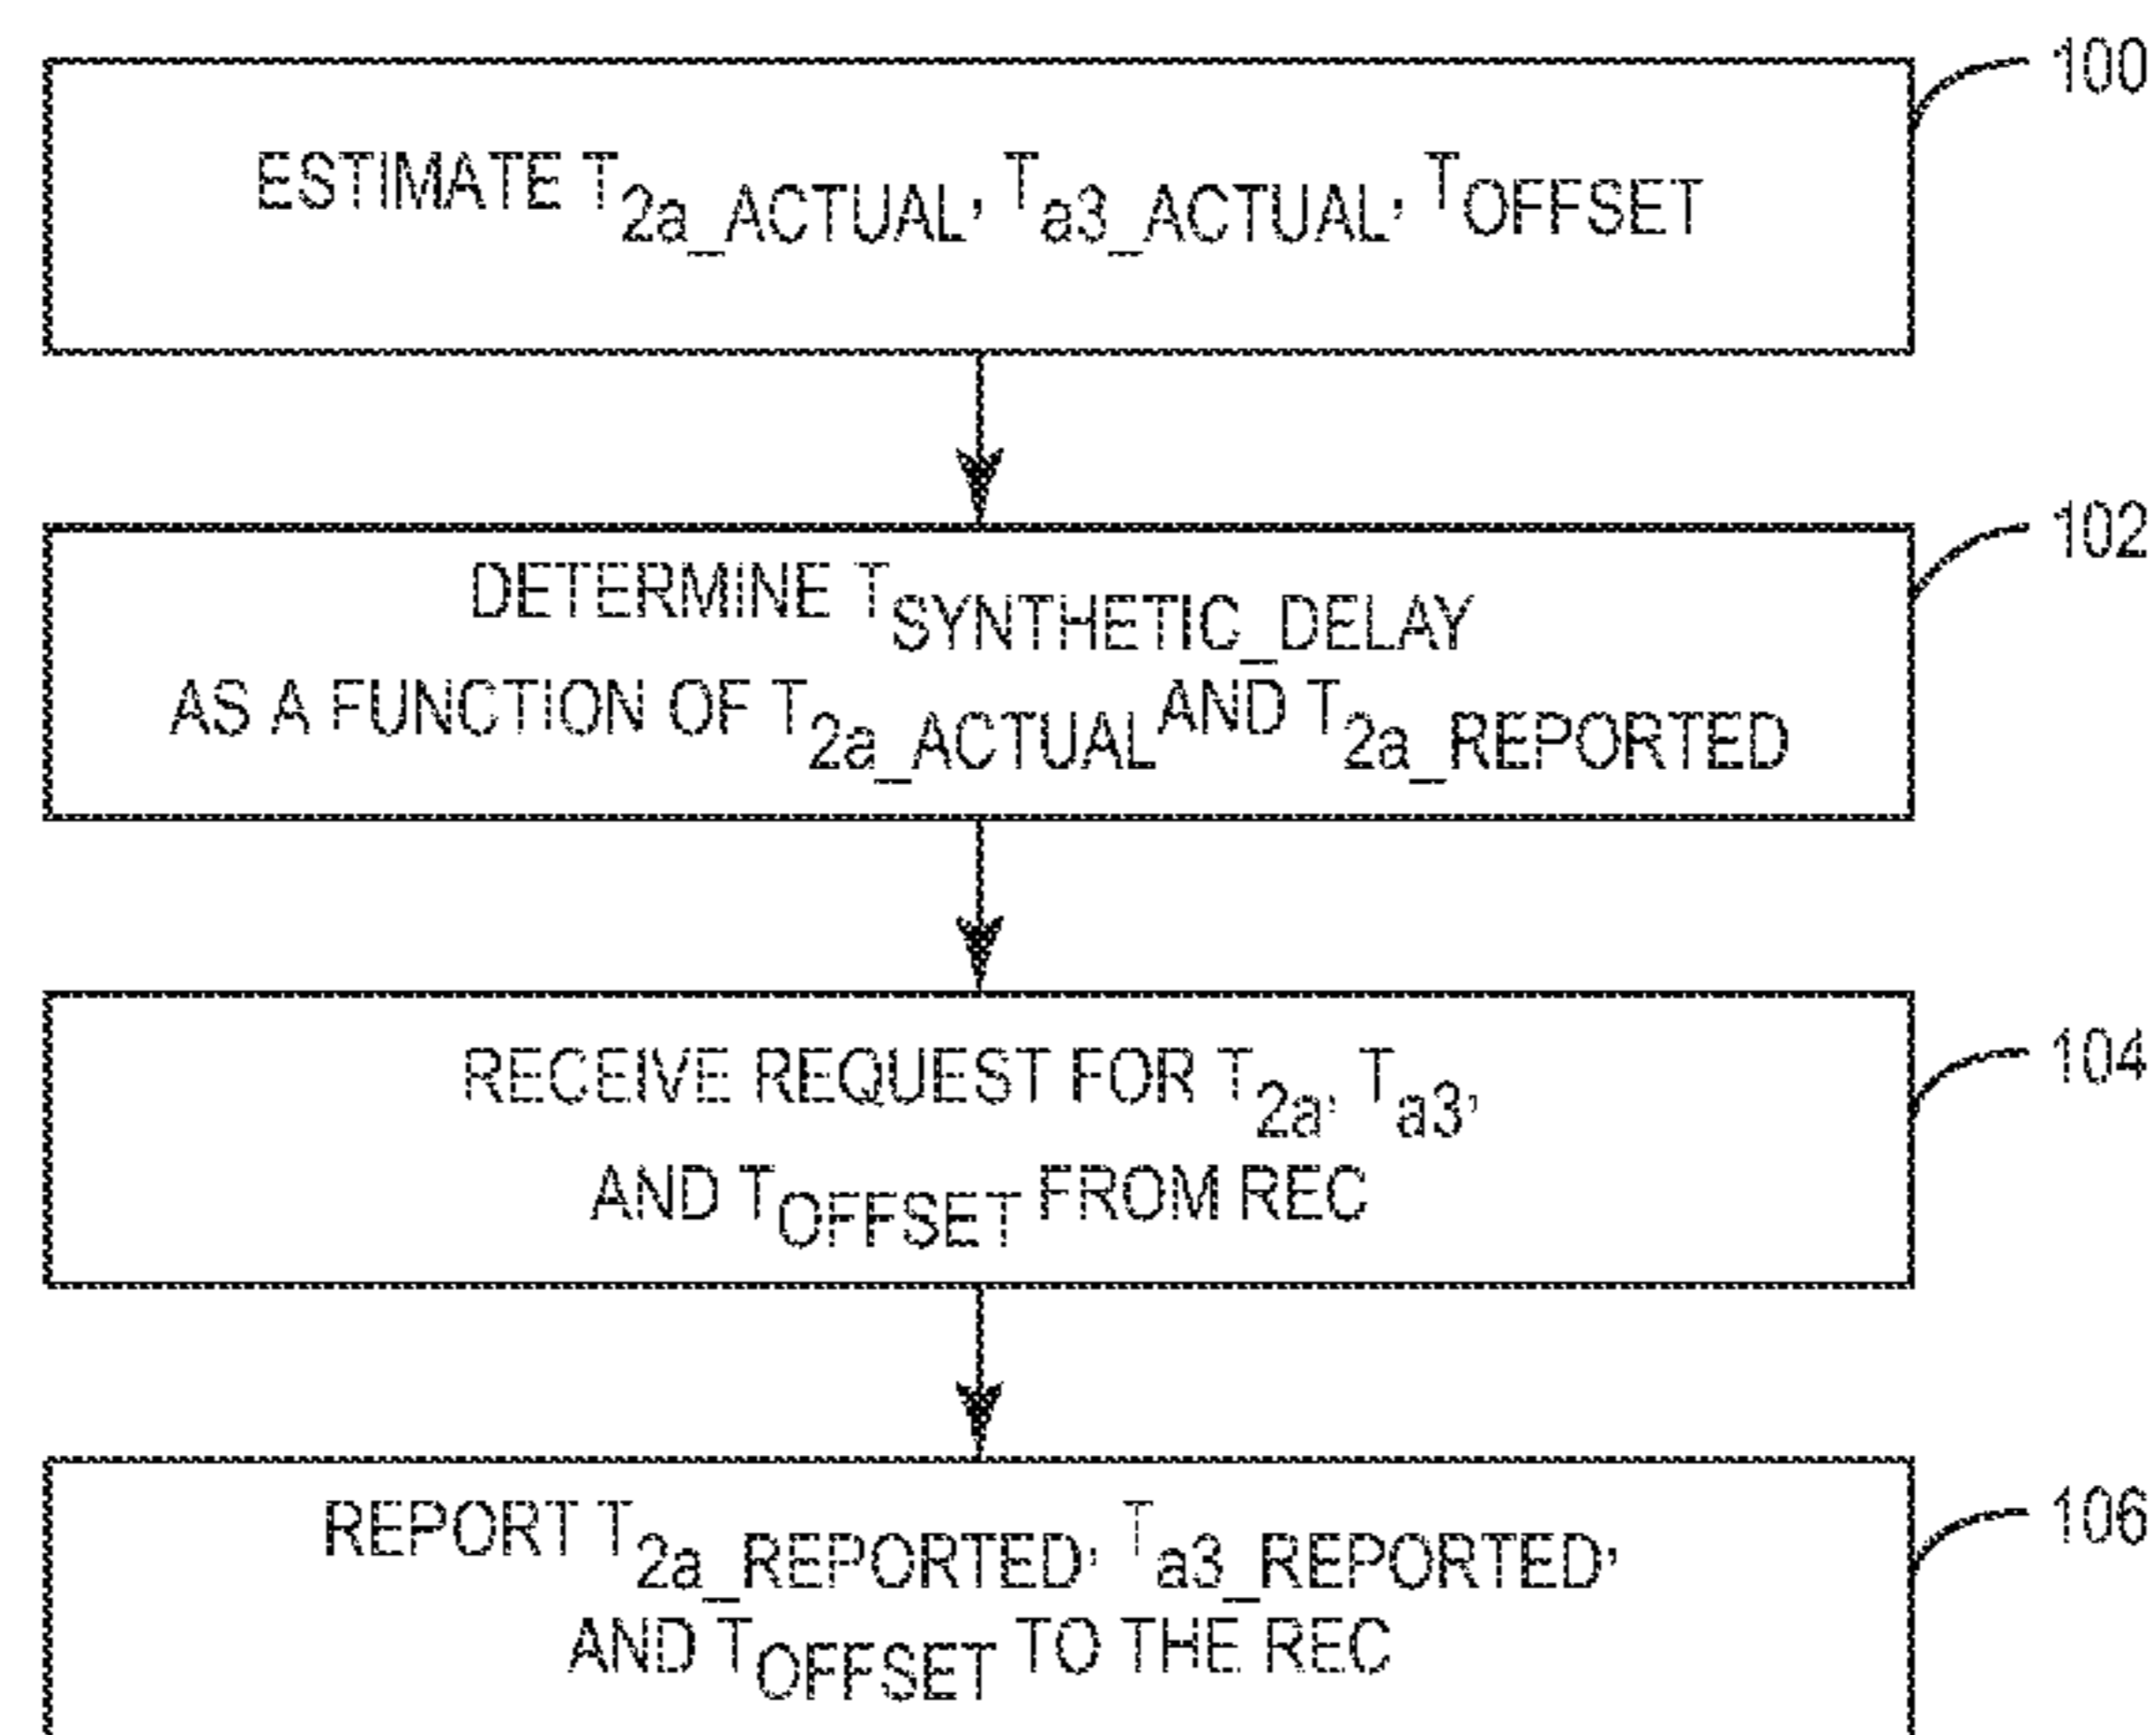 100
ESTIMATE T2a_ACTUAL, Ta3_ACTUAL, TOFFSET
102
DETERMINE TSYNTHETIC_DELAY
AS A FUNCTION OF T2a_ACTUAL AND T2a_REPORTED
104
RECEIVE REQUEST FOR T2a, Ta3,
AND TOFFSET FROM REC
106
REPORT T2a_REPORTED, Ta3_REPORTED,
AND TOFFSET TO THE REC